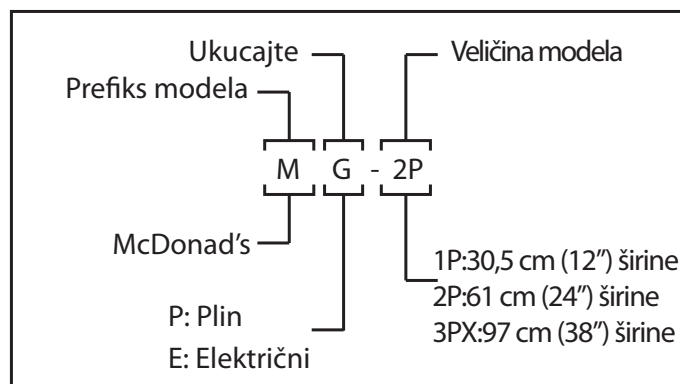 Ukucajte
Veličina modela
Prefiks modela
M G - 2P
McDonad's
1P:30,5 cm (12") širine
2P:61 cm (24") širine
3PX:97 cm (38") širine
P: Plin
E: Električni